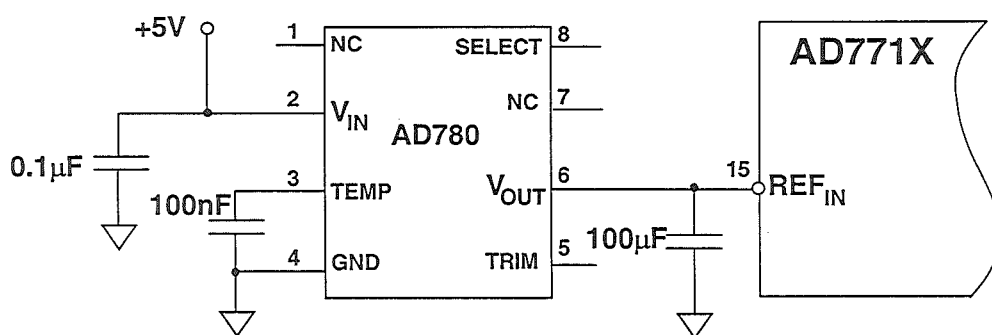 +5V
1
NC
SELECT
8
AD771X
2
V_IN
NC
7
AD780
0.1µF
3
TEMP
V_OUT
6
15
REF_IN
100nF
100µF
4
GND
TRIM
5